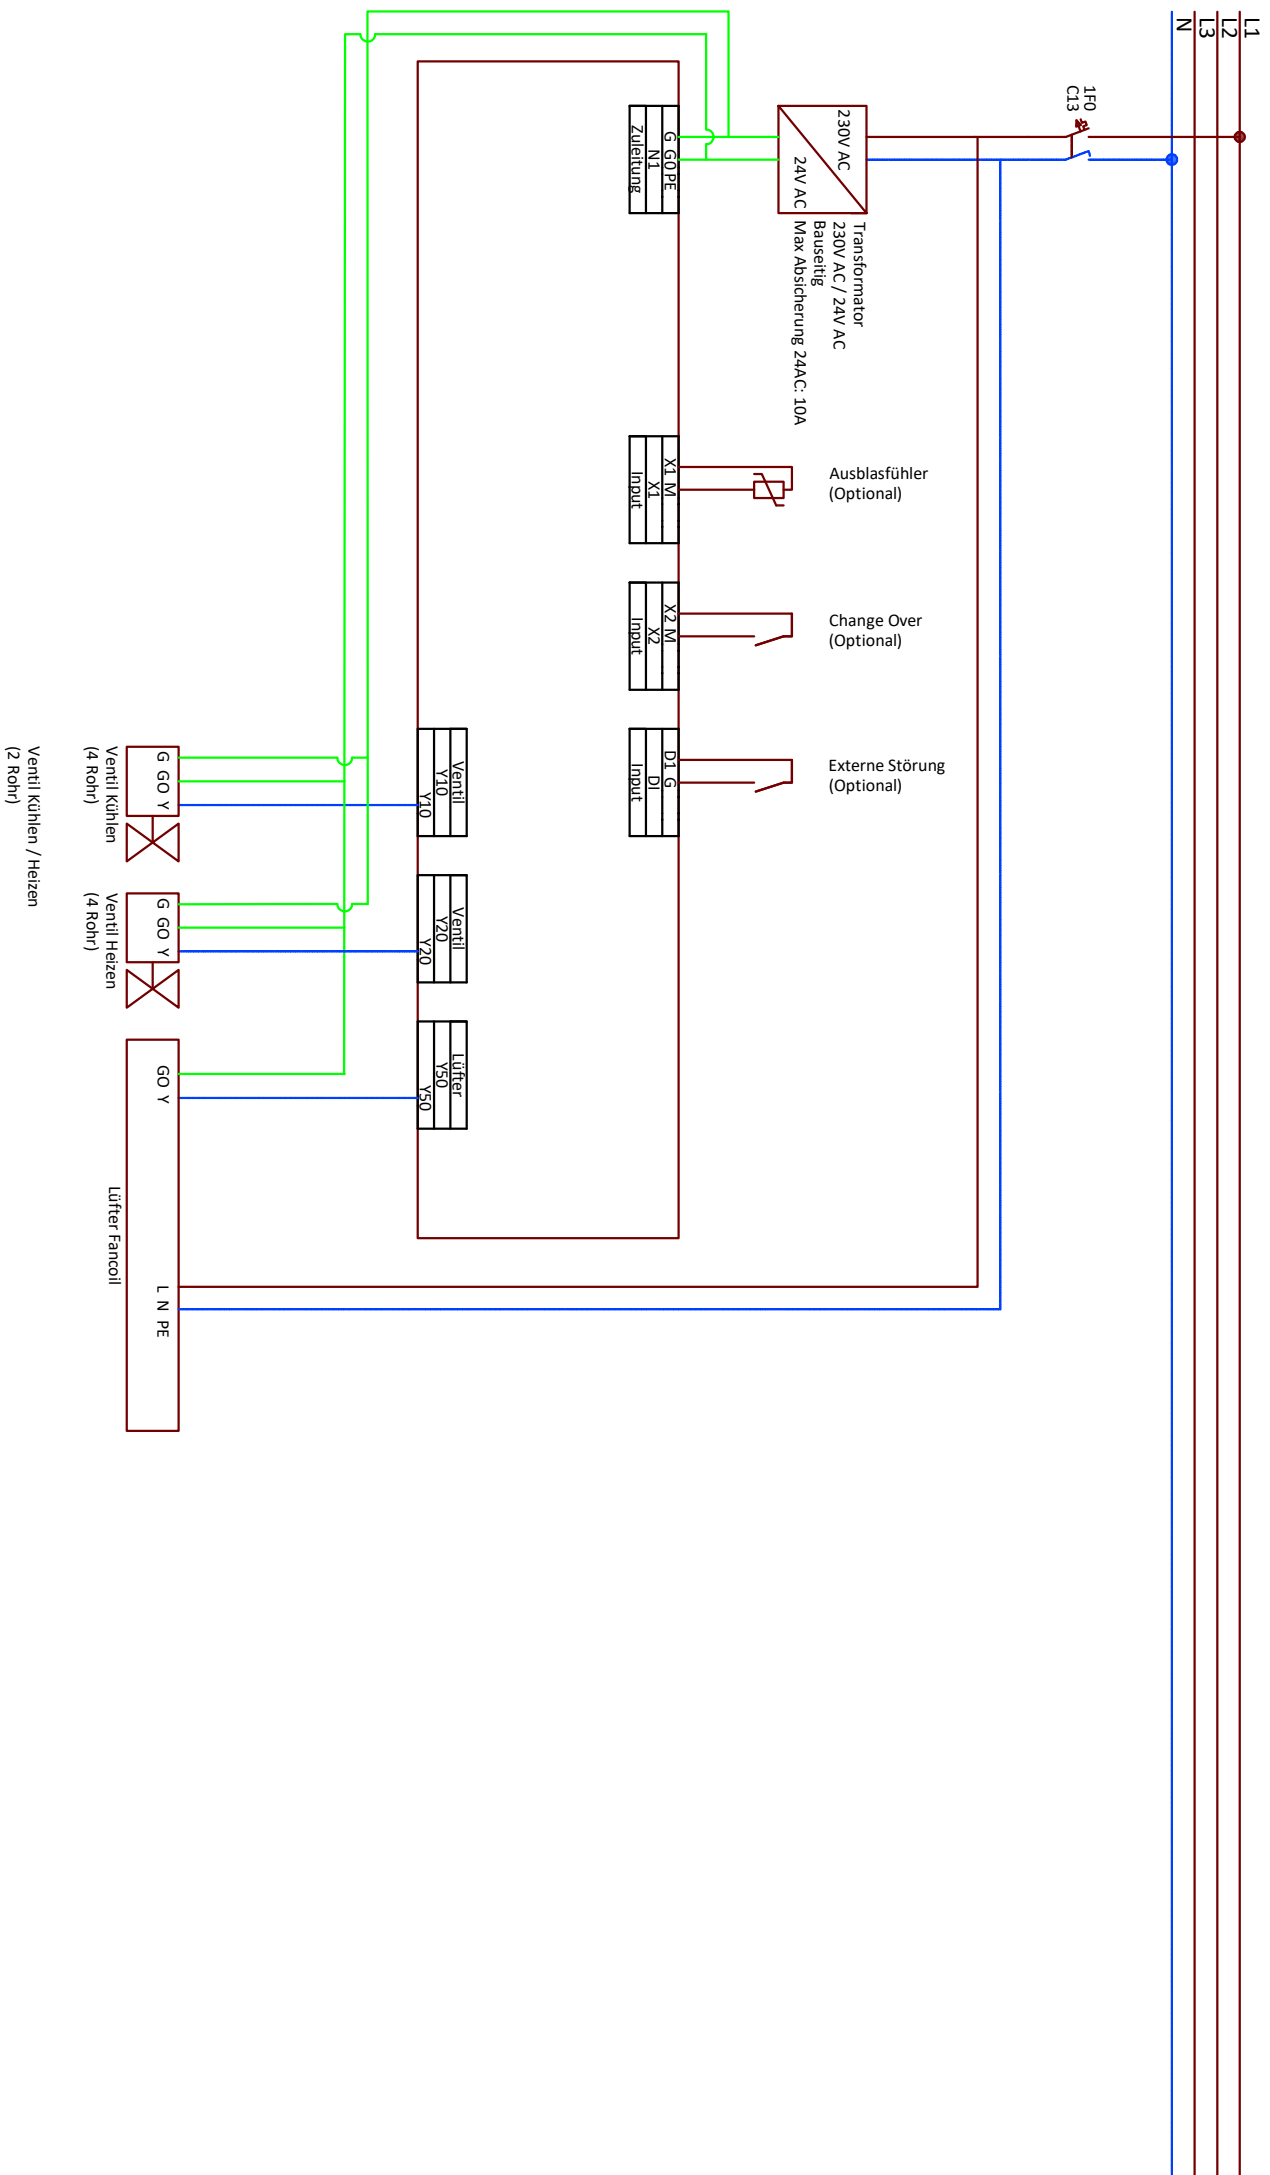 L1
L2
L3
N
1F0
C13
230V AC
24V AC
Transformator
230V AC / 24V AC
Bauseitig
Max Absicherung 24AC: 10A
G G0 PE
N1
Zuleitung
Ausblasfühler
(Optional)
X1 M
X1
Input
Change Over
(Optional)
X2 M
X2
Input
Externe Störung
(Optional)
D1 G
DI
Input
Ventil
Y10
Y10
Ventil
Y20
Y20
Lüfter
Y50
Y50
G GO Y
Ventil Kühlen
(4 Rohr)
Ventil Kühlen / Heizen
(2 Rohr)
G GO Y
Ventil Heizen
(4 Rohr)
GO Y
L N PE
Lüfter Fancoil